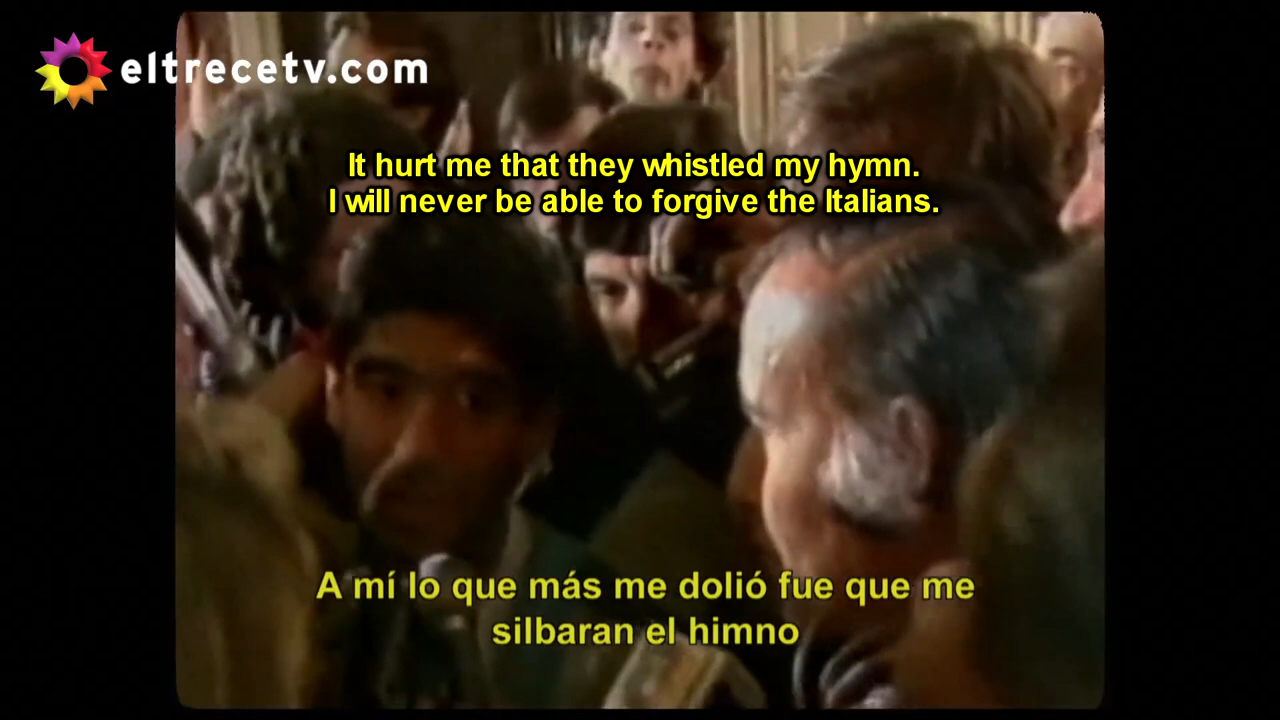 eltrecetv.com
It hurt me that they whistled my hymn.
I will never be able to forgive the Italians.
A mí lo que más me dolió fue que me
silbaran el himno